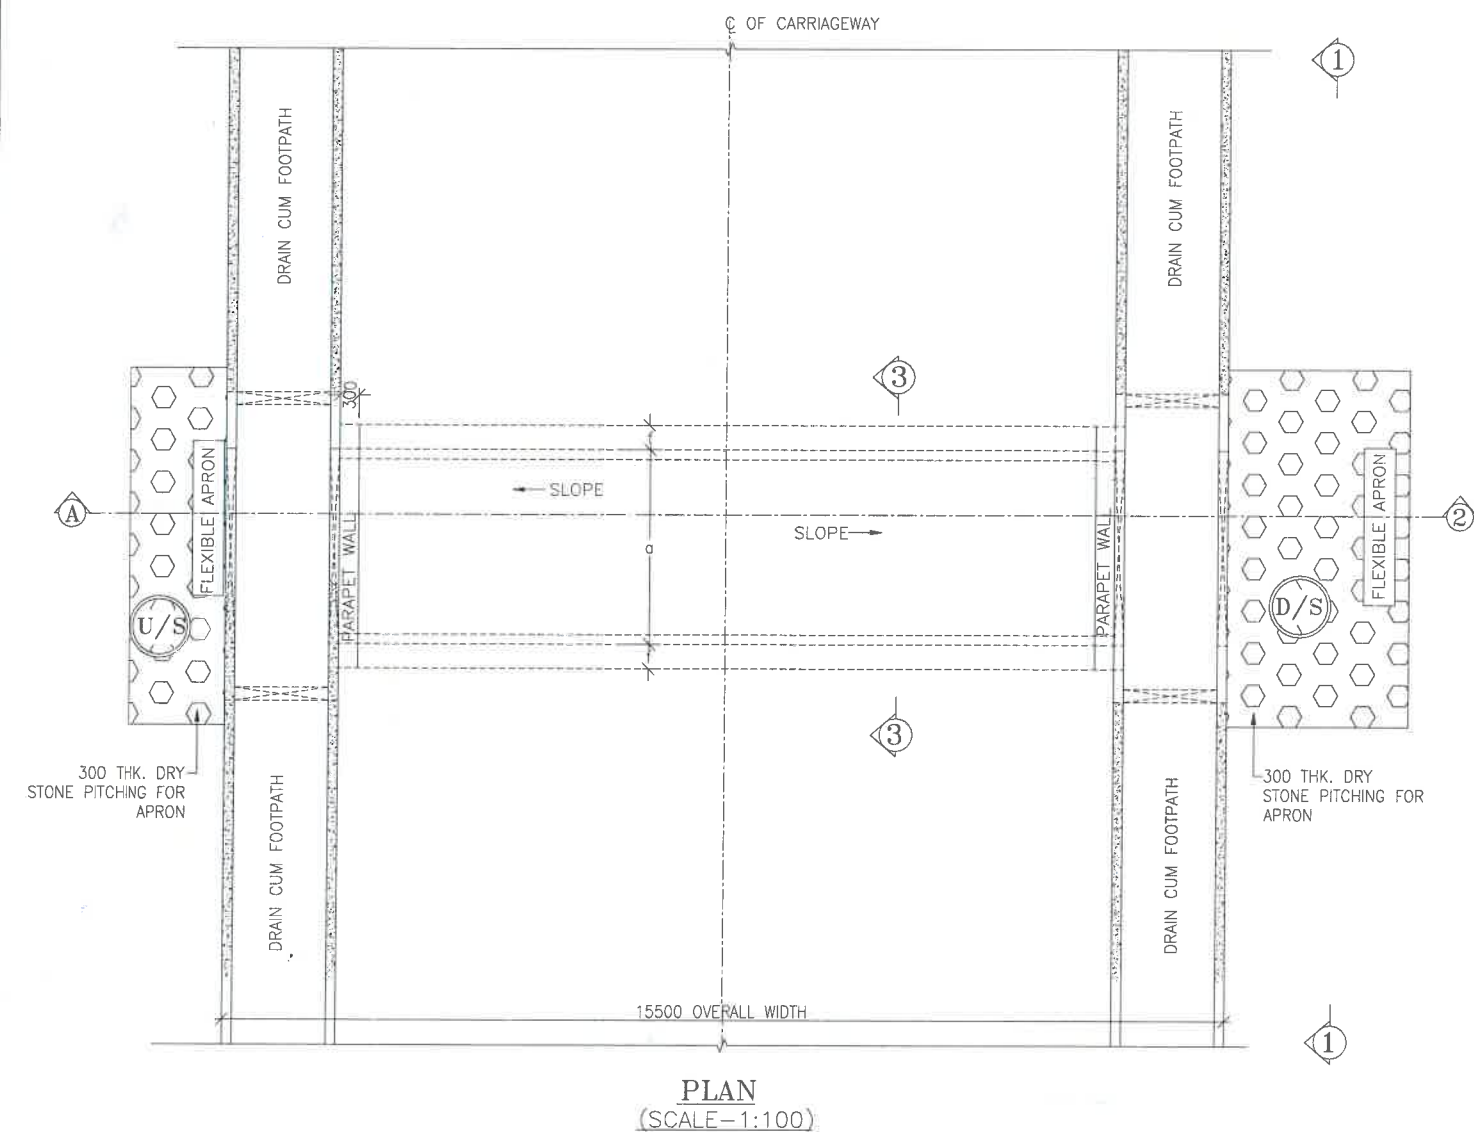 ℄ OF CARRIAGEWAY
1
DRAIN CUM FOOTPATH
DRAIN CUM FOOTPATH
3
300
FLEXIBLE APRON
PARAPET WALL
SLOPE
A
SLOPE
a
PARAPET WALL
FLEXIBLE APRON
2
U/S
D/S
3
300 THK. DRY
STONE PITCHING FOR
APRON
300 THK. DRY
STONE PITCHING FOR
APRON
DRAIN CUM FOOTPATH
DRAIN CUM FOOTPATH
15500 OVERALL WIDTH
1
PLAN
(SCALE-1:100)